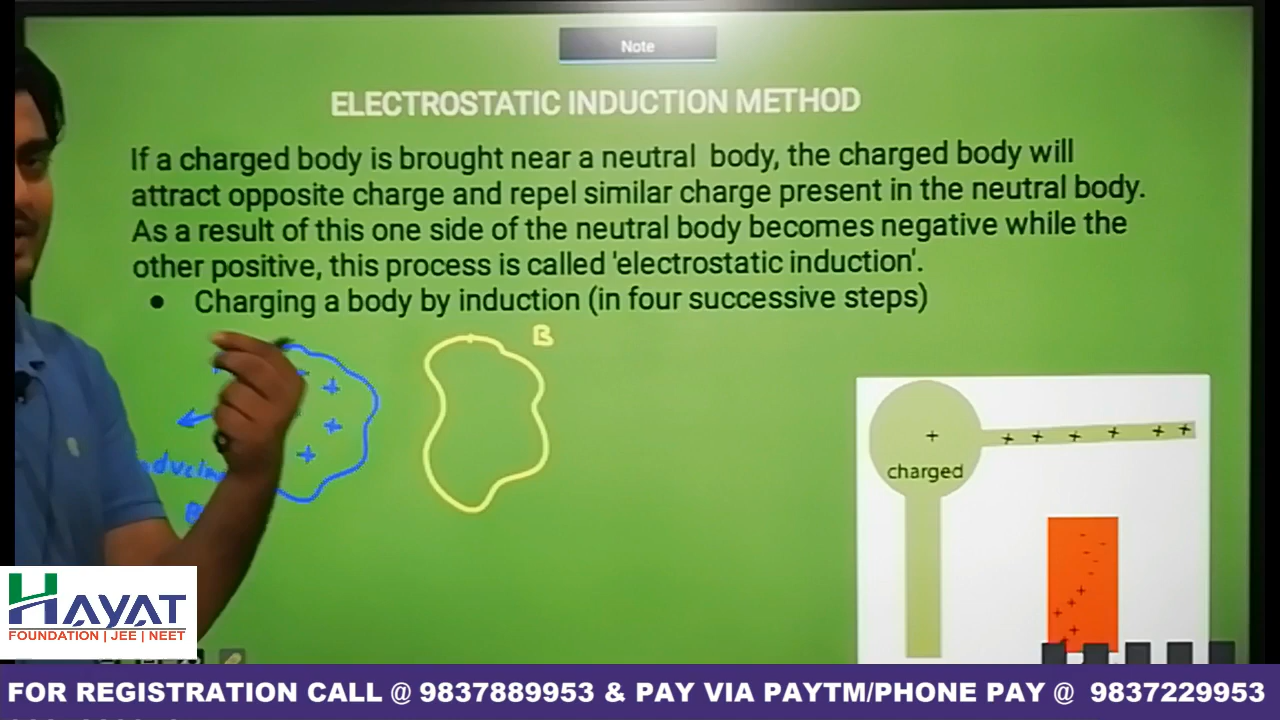 Note
ELECTROSTATIC INDUCTION METHOD
If a charged body is brought near a neutral body, the charged body will
attract opposite charge and repel similar charge present in the neutral body.
As a result of this one side of the neutral body becomes negative while the
other positive, this process is called 'electrostatic induction'.
• Charging a body by induction (in four successive steps)
B
+
+
+
+ + + + + + +
charged
- - - -
+ + + + +
HAYAT
FOUNDATION | JEE | NEET
FOR REGISTRATION CALL @ 9837889953 & PAY VIA PAYTM/PHONE PAY @ 9837229953